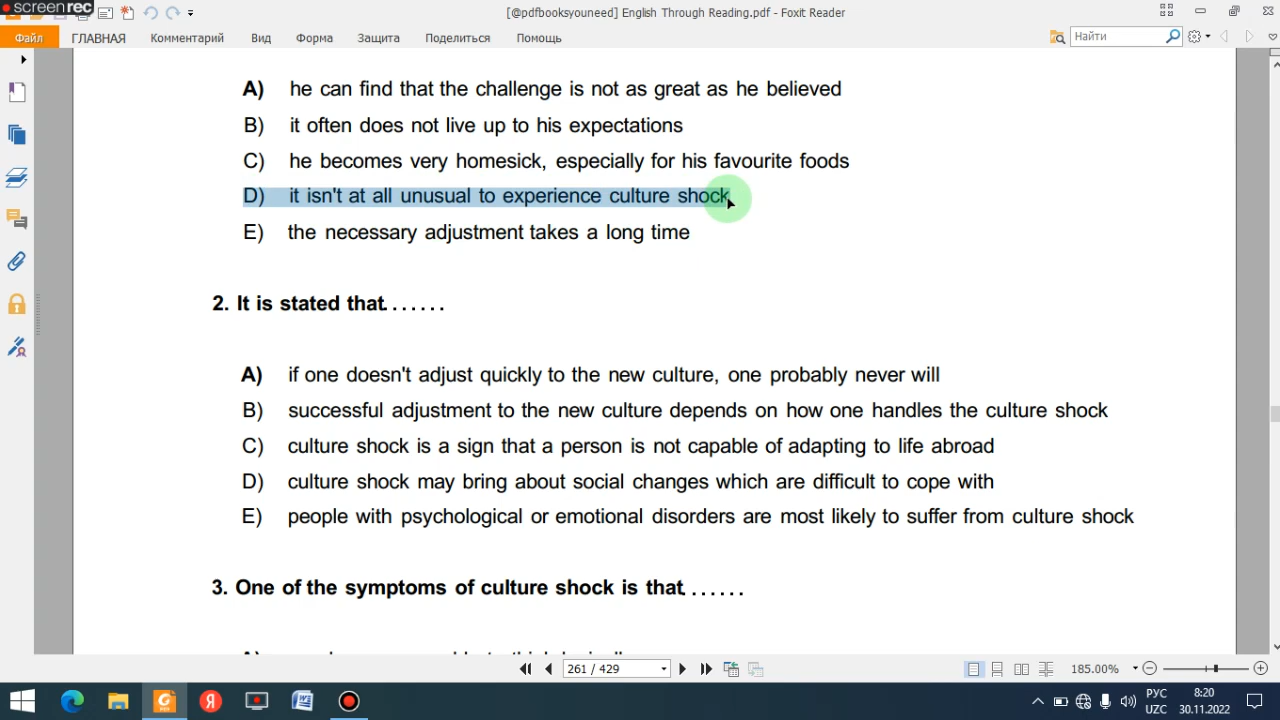 screenrec
[@pdfbooksyouneed] English Through Reading.pdf - Foxit Reader
Файл ГЛАВНАЯ Комментарий Вид Форма Защита Поделиться Помощь
Найти
A) he can find that the challenge is not as great as he believed
B) it often does not live up to his expectations
C) he becomes very homesick, especially for his favourite foods
D) it isn't at all unusual to experience culture shock
E) the necessary adjustment takes a long time
2. It is stated that.......
A) if one doesn't adjust quickly to the new culture, one probably never will
B) successful adjustment to the new culture depends on how one handles the culture shock
C) culture shock is a sign that a person is not capable of adapting to life abroad
D) culture shock may bring about social changes which are difficult to cope with
E) people with psychological or emotional disorders are most likely to suffer from culture shock
3. One of the symptoms of culture shock is that.......
261 / 429
185.00%
РУС 8:20
UZC 30.11.2022